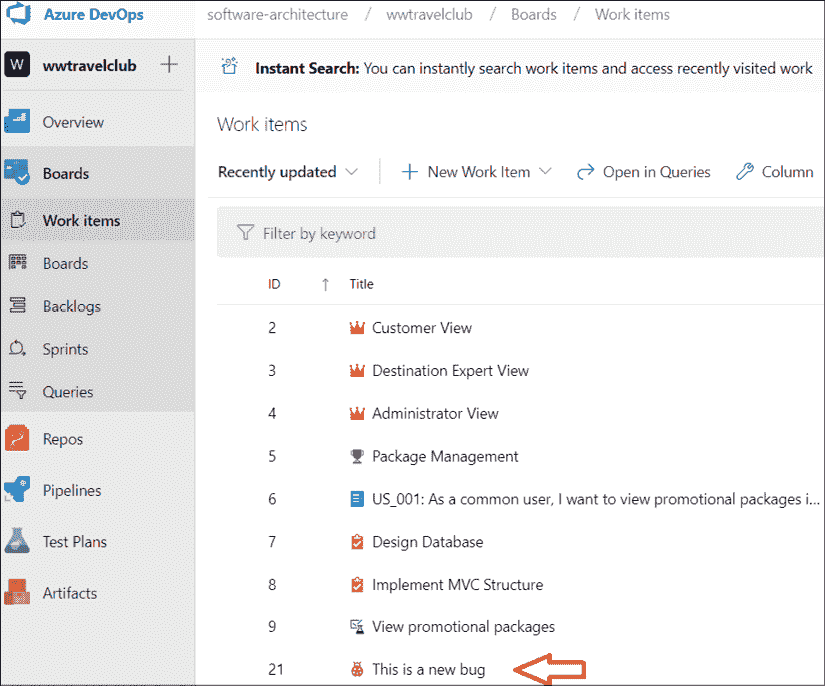 Azure DevOps
software-architecture / wwtravelclub / Boards / Work items
W wwtravelclub
Instant Search: You can instantly search work items and access recently visited work
Overview
Boards
Work items
Boards
Backlogs
Sprints
Queries
Repos
Pipelines
Test Plans
Artifacts
Work items
Recently updated New Work Item Open in Queries Column
Filter by keyword
ID ↑ Title
2 Customer View
3 Destination Expert View
4 Administrator View
5 Package Management
6 US_001: As a common user, I want to view promotional packages i...
7 Design Database
8 Implement MVC Structure
9 View promotional packages
21 This is a new bug